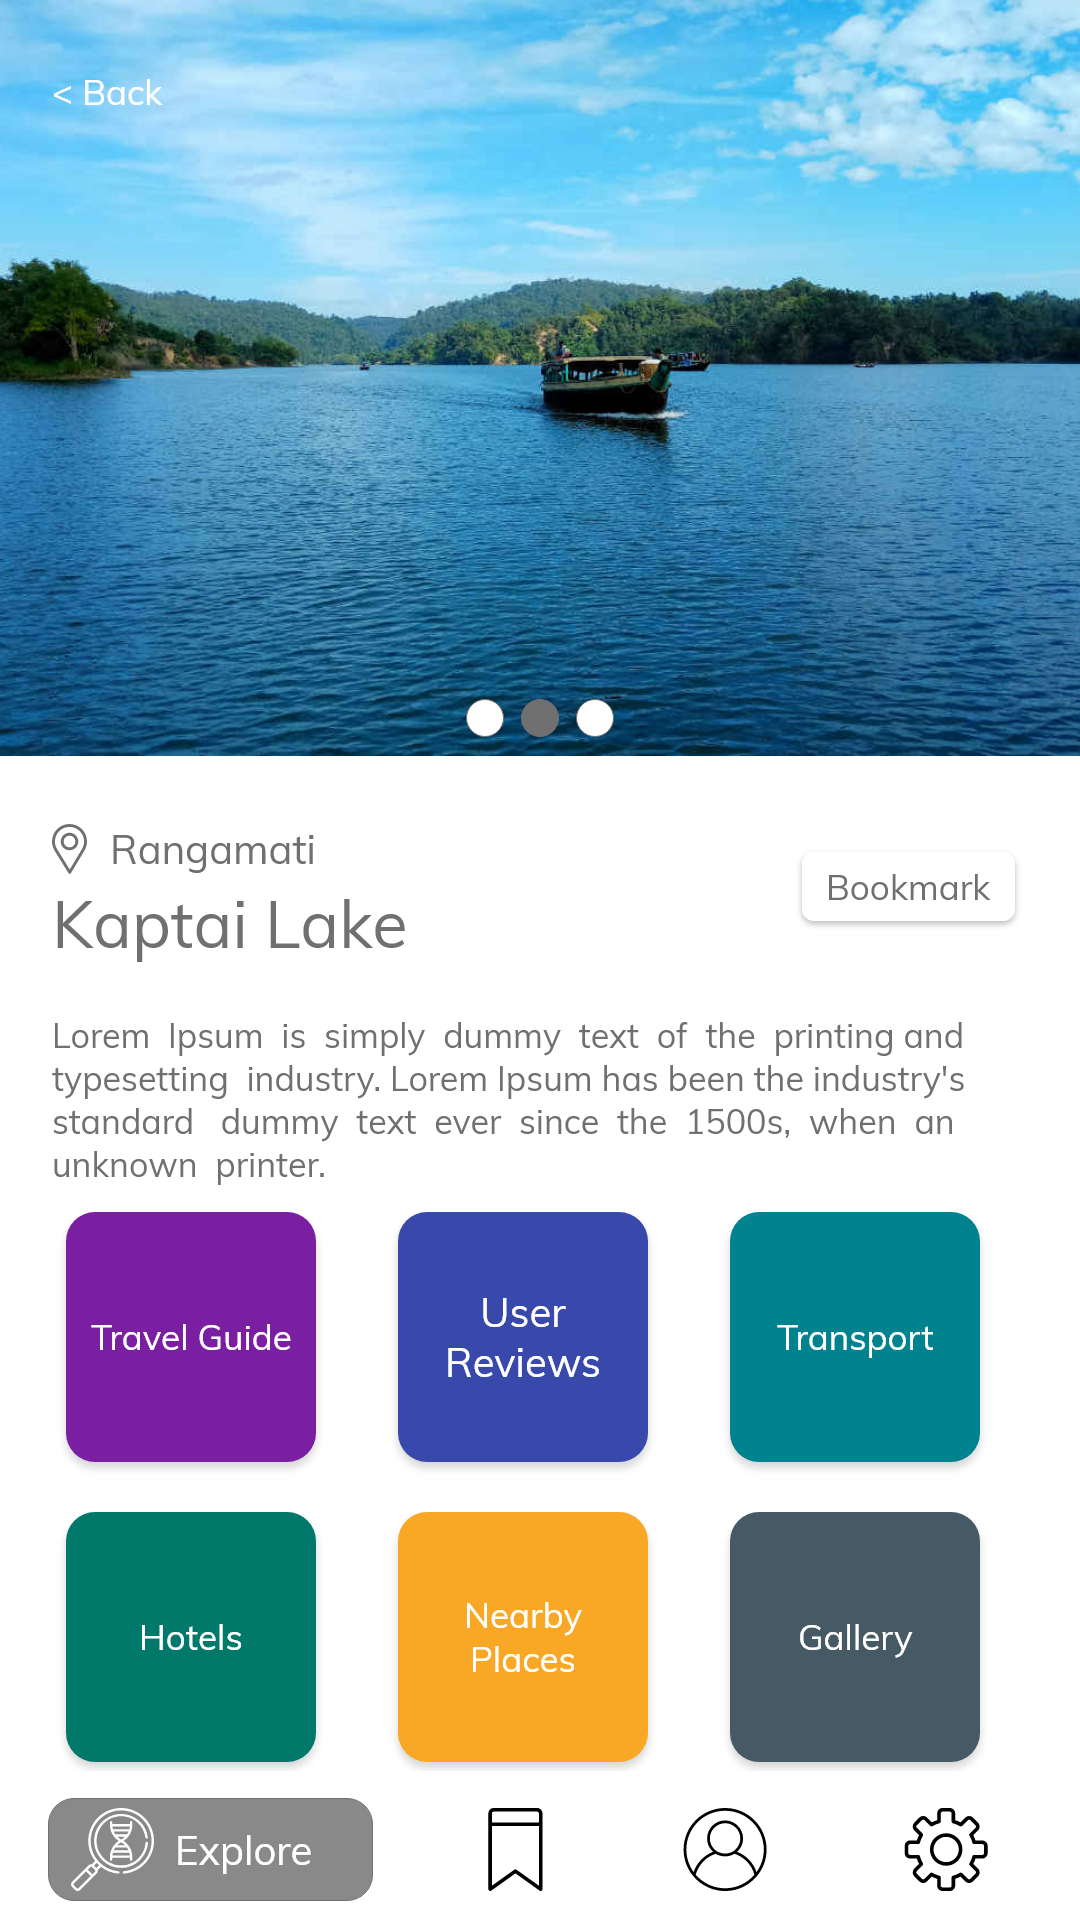 < Back
Rangamati
Kaptai Lake
Bookmark
Lorem Ipsum is simply dummy text of the printing and
typesetting industry. Lorem Ipsum has been the industry's
standard dummy text ever since the 1500s, when an
unknown printer.
Travel Guide
User
Reviews
Transport
Hotels
Nearby
Places
Gallery
Explore